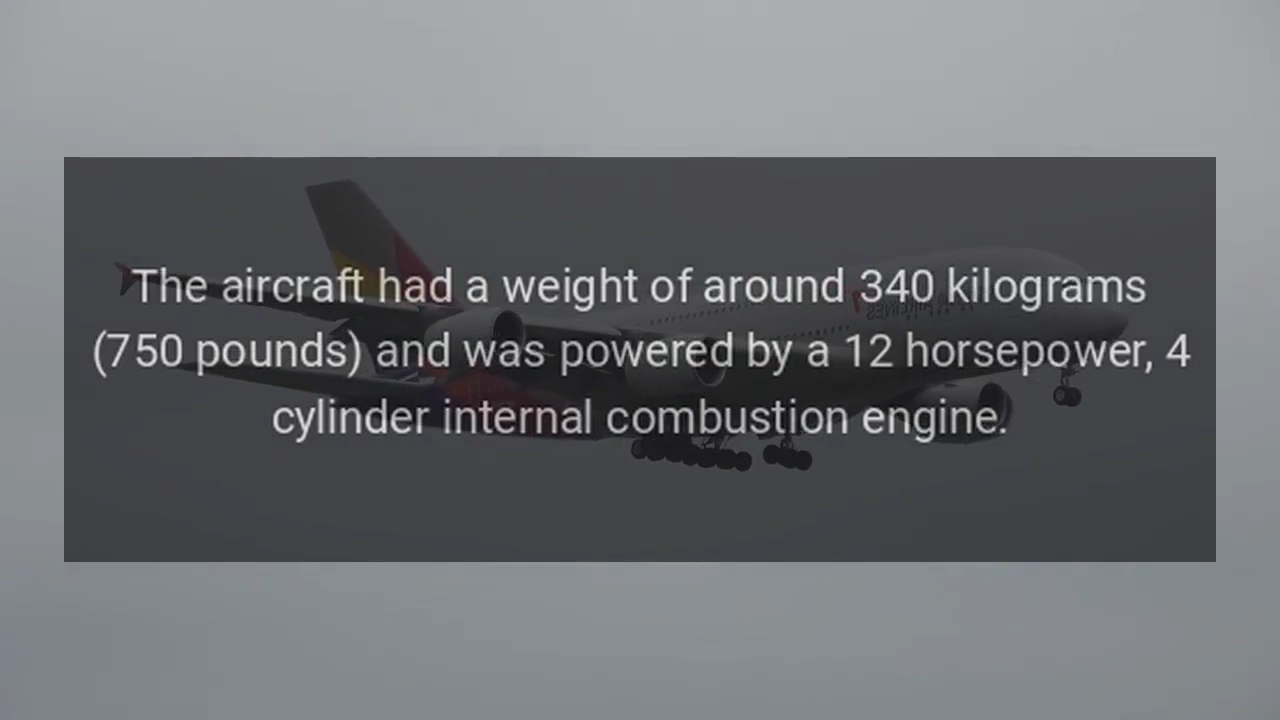 The aircraft had a weight of around 340 kilograms
(750 pounds) and was powered by a 12 horsepower, 4
cylinder internal combustion engine.